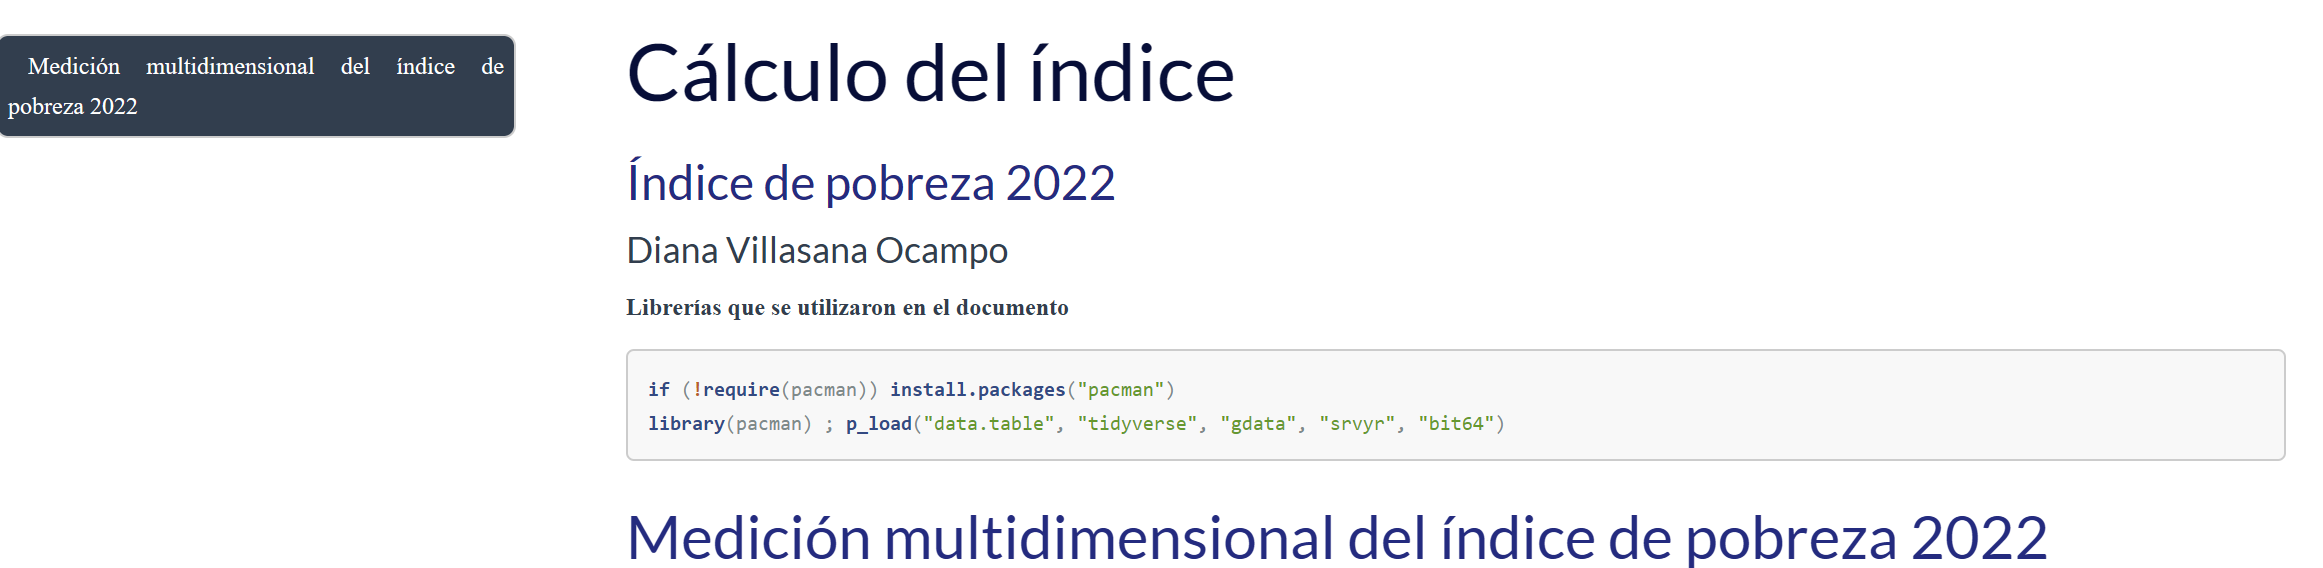 Medición multidimensional del índice de
pobreza 2022
Cálculo del índice
Índice de pobreza 2022
Diana Villasana Ocampo
Librerías que se utilizaron en el documento
if (!require(pacman)) install.packages("pacman")
library(pacman) ; p_load("data.table", "tidyverse", "gdata", "srvyr", "bit64")
Medición multidimensional del índice de pobreza 2022